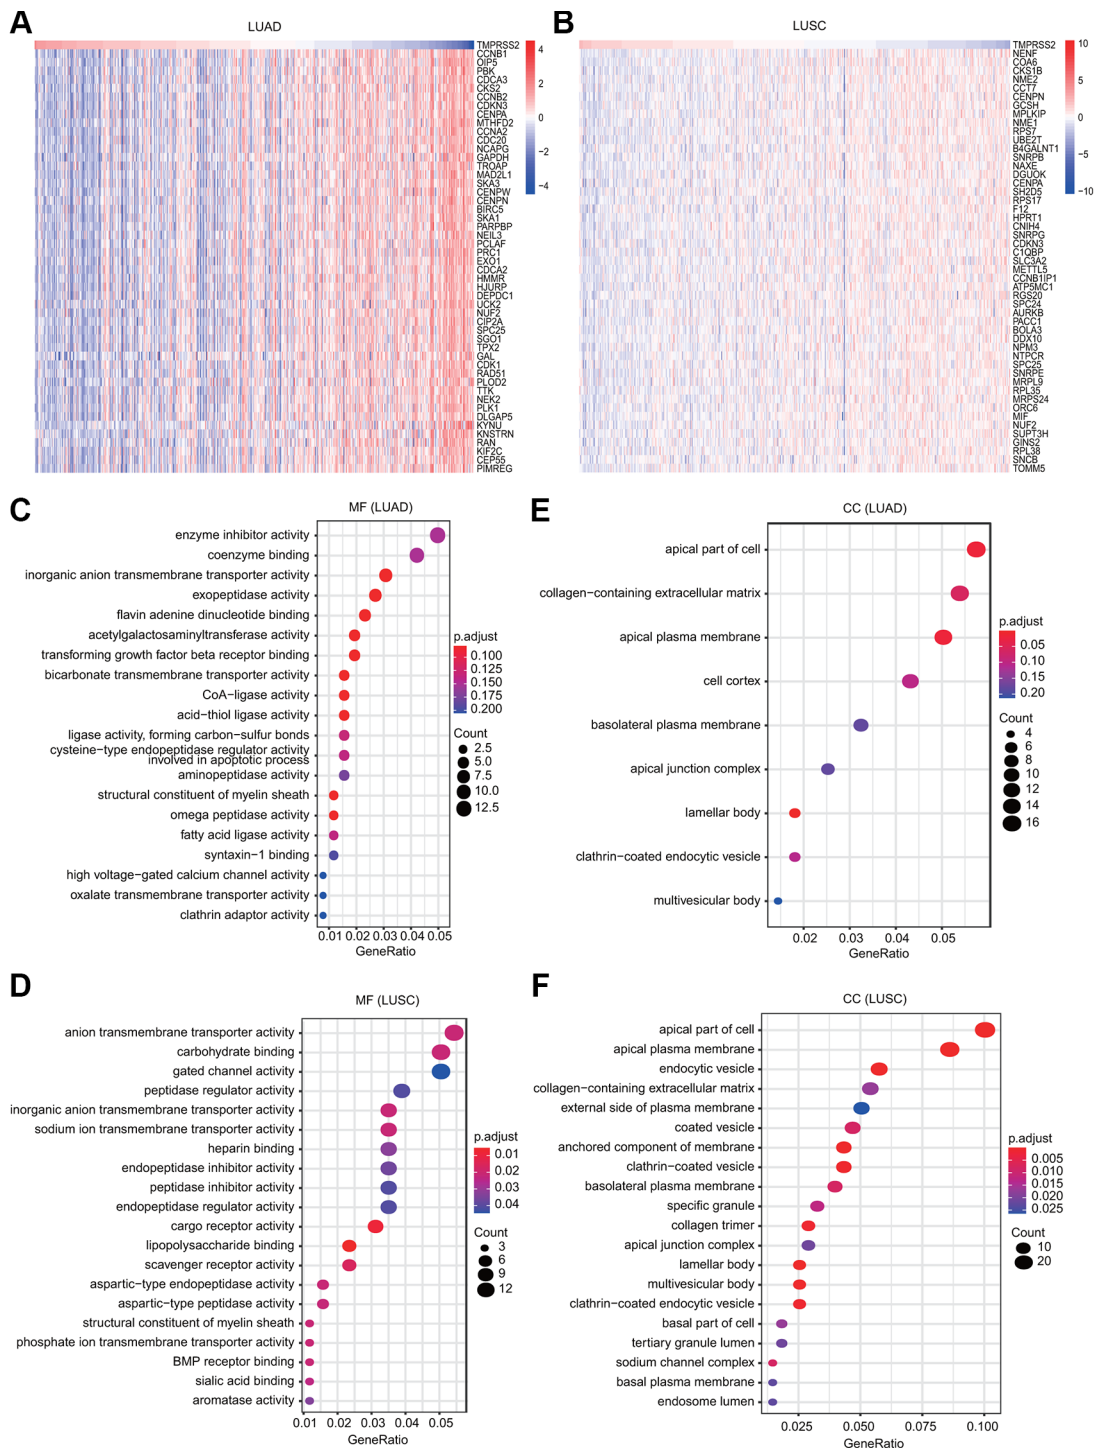 A
LUAD
TMPRSS2
CCNB1
OIP5
PBK
CDCA3
CKS2
CCNB2
CDKN3
CENPA
MTHFD2
CCNA2
CDC20
NCAPG
GAPDH
TROAP
MAD2L1
SKA3
CENPW
CENPN
BIRC5
SKA1
PARPBP
NEIL3
PCLAF
PRC1
EXO1
CDCA2
HMMR
HJURP
DEPDC1
UCK2
NUF2
CIP2A
SPC25
SGO1
TPX2
GAL
CDK1
RAD51
PLOD2
TTK
NEK2
PLK1
DLGAP5
KYNU
KNSTRN
RAN
KIF2C
CEP55
PIMREG
4
2
0
−2
−4
B
LUSC
TMPRSS2
NENF
COA6
CKS1B
NME2
CCT7
CENPN
GCSH
MPLKIP
NME1
RPS7
UBE2T
B4GALNT1
SNRPB
NAXE
DGUOK
CENPA
SH2D5
RPS17
F12
HPRT1
CNIH4
SNRPG
CDKN3
C1QBP
SLC3A2
METTL5
CCNB1IP1
ATP5MC1
RGS20
SPC24
AURKB
PACC1
BOLA3
DDX10
NPM3
NTPCR
SPC25
SNRPE
MRPL9
RPL35
MRPS24
ORC6
MIF
NUF2
SUPT3H
GINS2
RPL38
SNCB
TOMM5
10
5
0
−5
−10
C
MF (LUAD)
enzyme inhibitor activity
coenzyme binding
inorganic anion transmembrane transporter activity
exopeptidase activity
flavin adenine dinucleotide binding
acetylgalactosaminyltransferase activity
transforming growth factor beta receptor binding
bicarbonate transmembrane transporter activity
CoA−ligase activity
acid−thiol ligase activity
ligase activity, forming carbon−sulfur bonds
cysteine−type endopeptidase regulator activity
involved in apoptotic process
aminopeptidase activity
structural constituent of myelin sheath
omega peptidase activity
fatty acid ligase activity
syntaxin−1 binding
high voltage−gated calcium channel activity
oxalate transmembrane transporter activity
clathrin adaptor activity
0.01 0.02 0.03 0.04 0.05
GeneRatio
p.adjust
0.100
0.125
0.150
0.175
0.200
Count
2.5
5.0
7.5
10.0
12.5
E
CC (LUAD)
apical part of cell
collagen−containing extracellular matrix
apical plasma membrane
cell cortex
basolateral plasma membrane
apical junction complex
lamellar body
clathrin−coated endocytic vesicle
multivesicular body
0.02 0.03 0.04 0.05
GeneRatio
p.adjust
0.05
0.10
0.15
0.20
Count
4
6
8
10
12
14
16
D
MF (LUSC)
anion transmembrane transporter activity
carbohydrate binding
gated channel activity
peptidase regulator activity
inorganic anion transmembrane transporter activity
sodium ion transmembrane transporter activity
heparin binding
endopeptidase inhibitor activity
peptidase inhibitor activity
endopeptidase regulator activity
cargo receptor activity
lipopolysaccharide binding
scavenger receptor activity
aspartic−type endopeptidase activity
aspartic−type peptidase activity
structural constituent of myelin sheath
phosphate ion transmembrane transporter activity
BMP receptor binding
sialic acid binding
aromatase activity
0.01 0.02 0.03 0.04 0.05
GeneRatio
p.adjust
0.01
0.02
0.03
0.04
Count
3
6
9
12
F
CC (LUSC)
apical part of cell
apical plasma membrane
endocytic vesicle
collagen−containing extracellular matrix
external side of plasma membrane
coated vesicle
anchored component of membrane
clathrin−coated vesicle
basolateral plasma membrane
specific granule
collagen trimer
apical junction complex
lamellar body
multivesicular body
clathrin−coated endocytic vesicle
basal part of cell
tertiary granule lumen
sodium channel complex
basal plasma membrane
endosome lumen
0.025 0.050 0.075 0.100
GeneRatio
p.adjust
0.005
0.010
0.015
0.020
0.025
Count
10
20